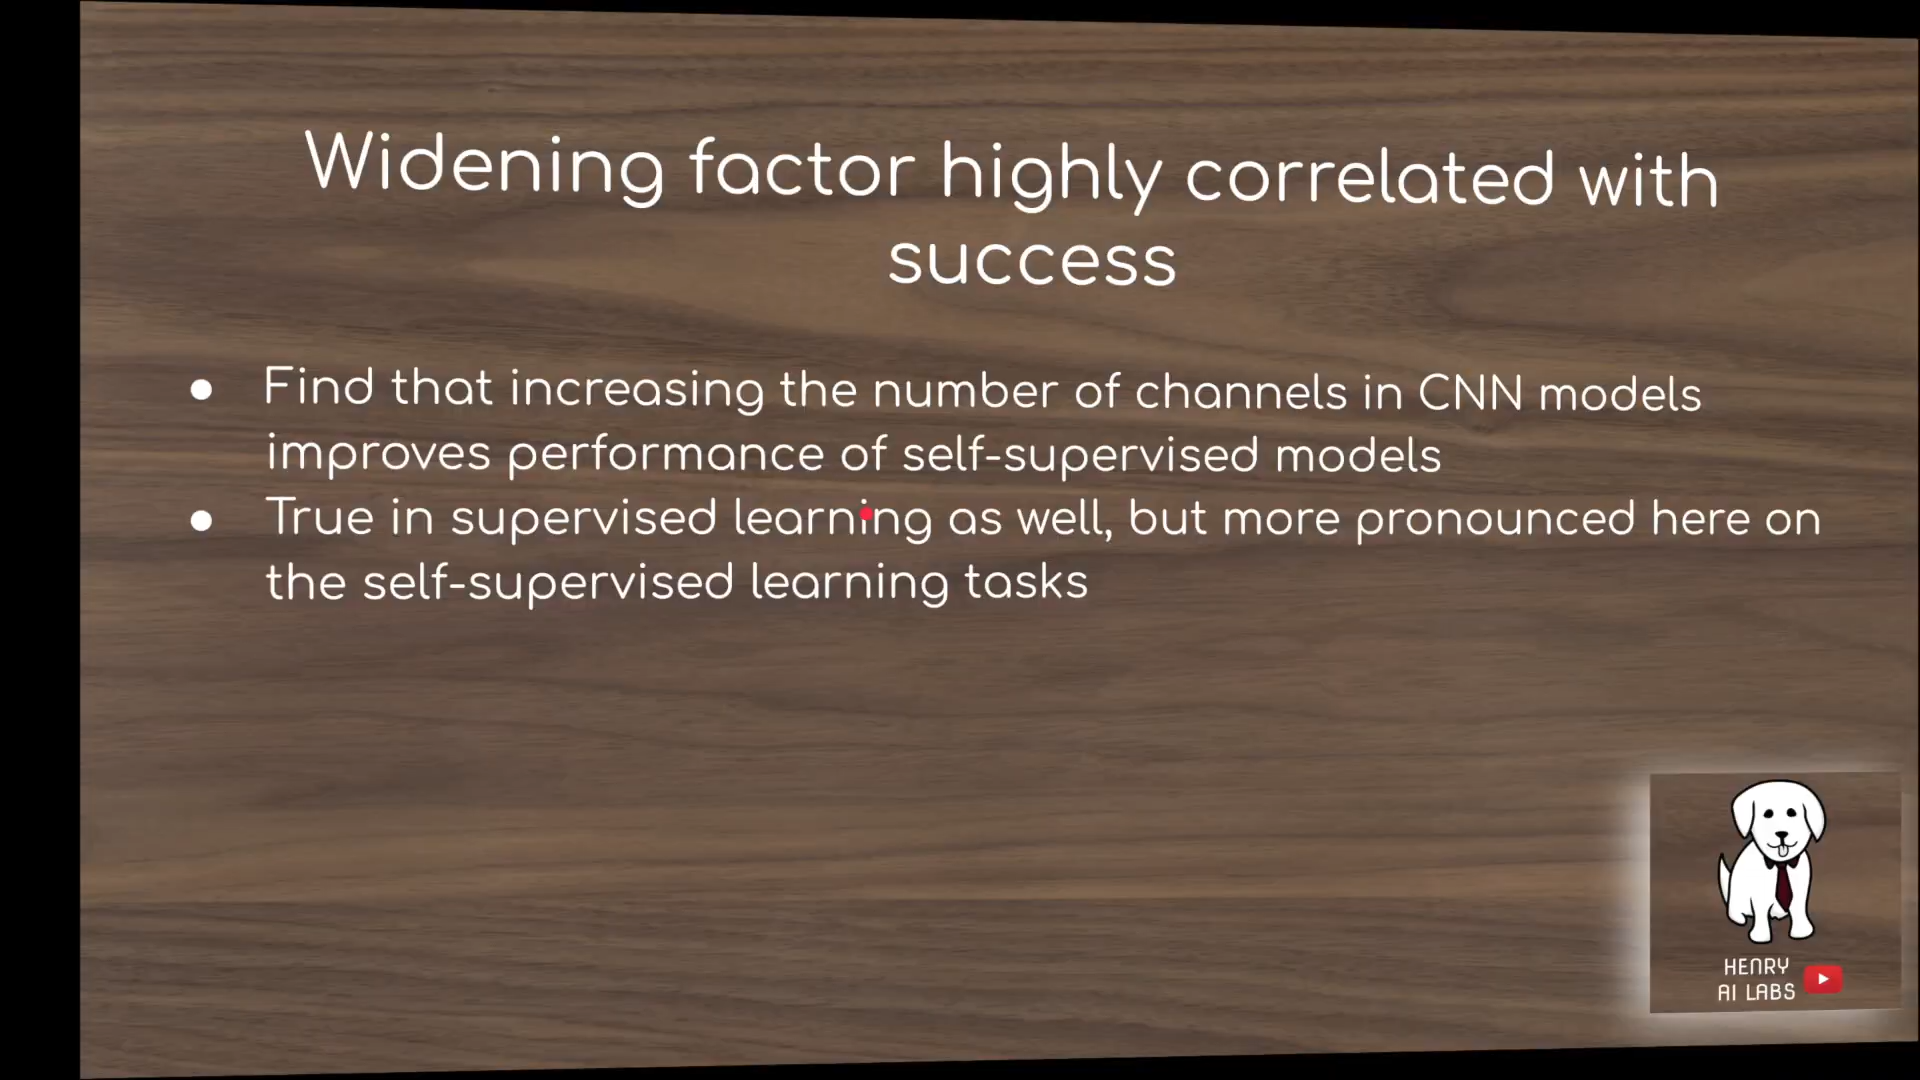 Widening factor highly correlated with
success
● Find that increasing the number of channels in CNN models
improves performance of self-supervised models
● True in supervised learning as well, but more pronounced here on
the self-supervised learning tasks
HENRY
AI LABS